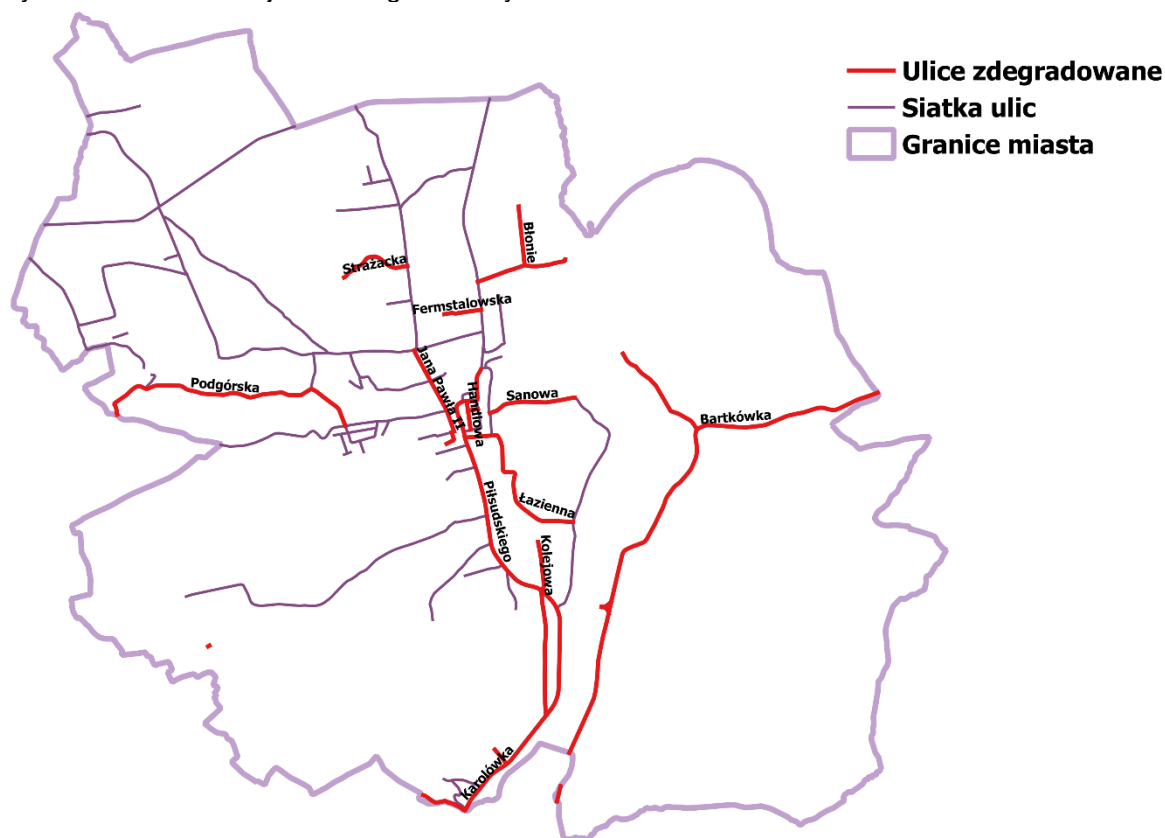 Ulice zdegradowane
Siatka ulic
Granice miasta
Błonie
Strażacka
Fermstalowska
Jana Pawła II
Podgórska
Handlowa
Sanowa
Bartkówka
Piłsudskiego
Łazienna
Kolejowa
Karolówka